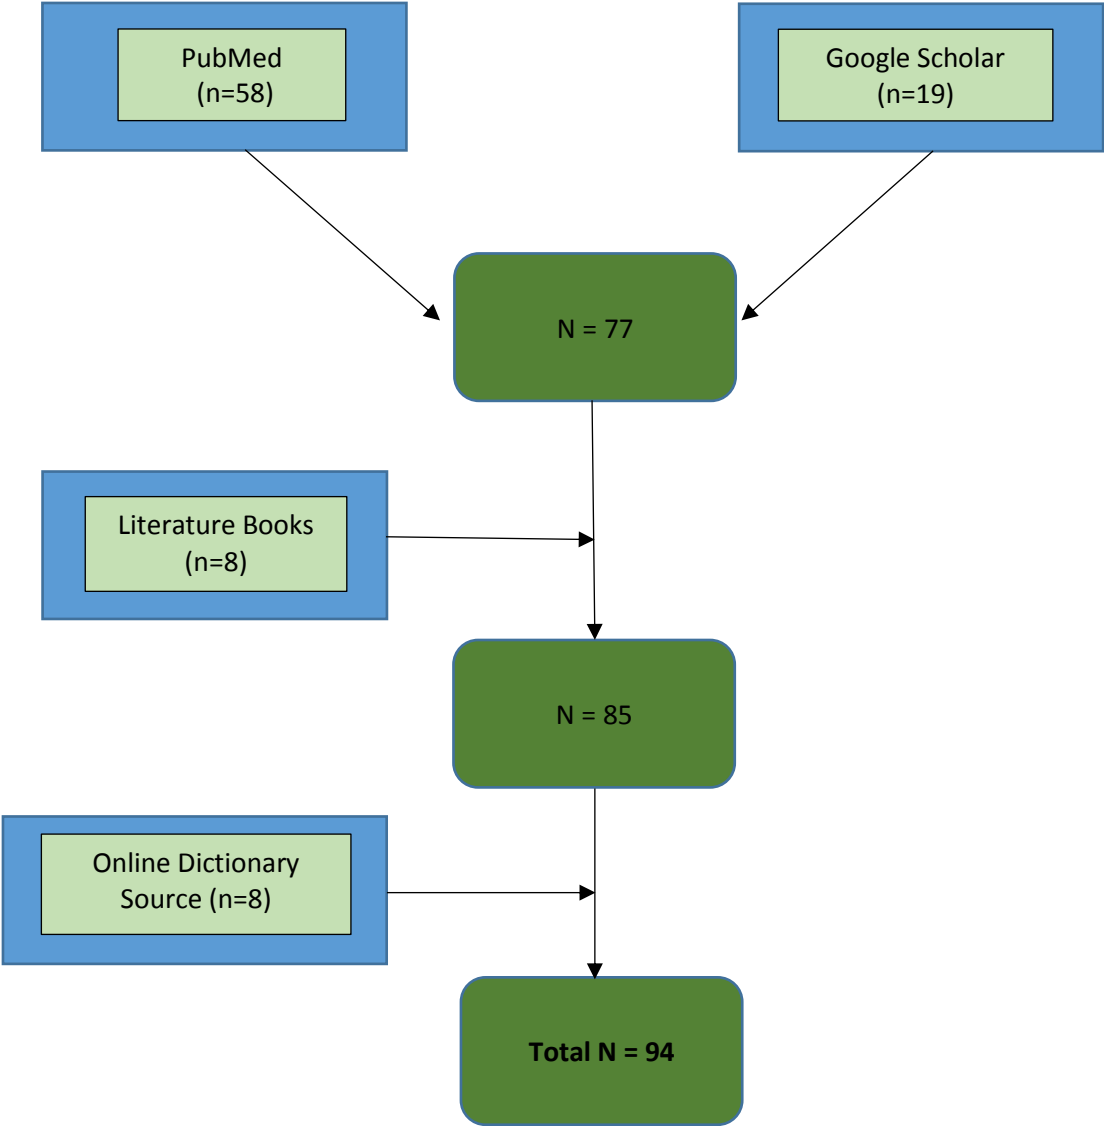 PubMed
(n=58)
Google Scholar
(n=19)
N = 77
Literature Books
(n=8)
N = 85
Online Dictionary
Source (n=8)
Total N = 94